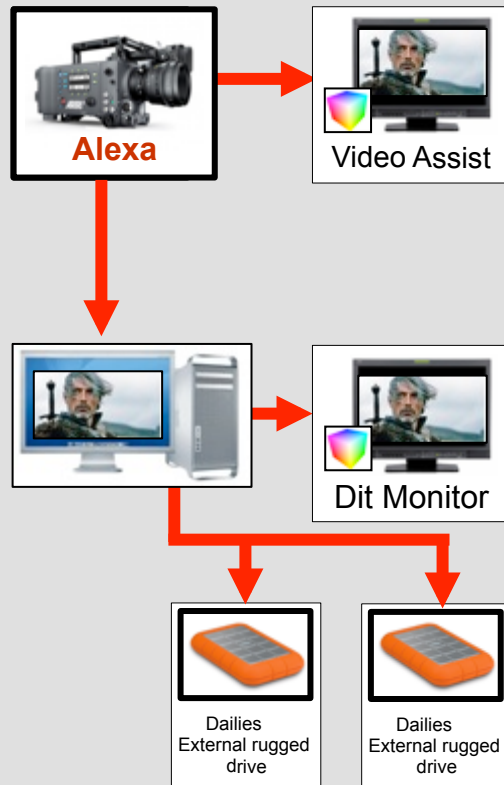 Alexa
Video Assist
Dit Monitor
Dailies
External rugged
drive
Dailies
External rugged
drive